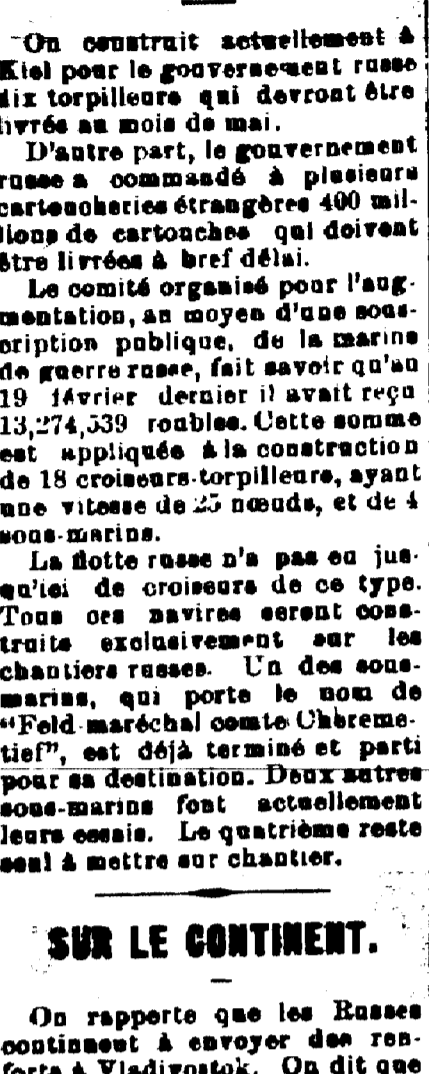 On construit actuellement à
Kiel pour le gouvernement russe
dix torpilleurs qui devront être
livrés au mois de mai.
D'autre part, le gouvernement
russe a commandé à plusieurs
cartoucheries étrangères 400 mil-
lions de cartouches qui doivent
être livrées à bref délai.
Le comité organisé pour l'aug-
mentation, au moyen d'une sous-
cription publique, de la marine
de guerre russe, fait savoir qu'au
19 février dernier il avait reçu
13,274,539 roubles. Cette somme
est appliquée à la construction
de 18 croiseurs-torpilleurs, ayant
une vitesse de 25 nœuds, et de 4
sous-marins.
La flotte russe n'a pas eu jus-
qu'ici de croiseurs de ce type.
Tous ces navires seront cons-
truits exclusivement sur les
chantiers russes. Un des sous-
marins, qui porte le nom de
"Feld-maréchal comte Chéreme-
tief", est déjà terminé et parti
pour sa destination. Deux autres
sous-marins font actuellement
leurs essais. Le quatrième reste
seul à mettre sur chantier.
SUR LE CONTINENT.
On rapporte que les Russes
continuent à envoyer des ren-
forts à Vladivostok. On dit que